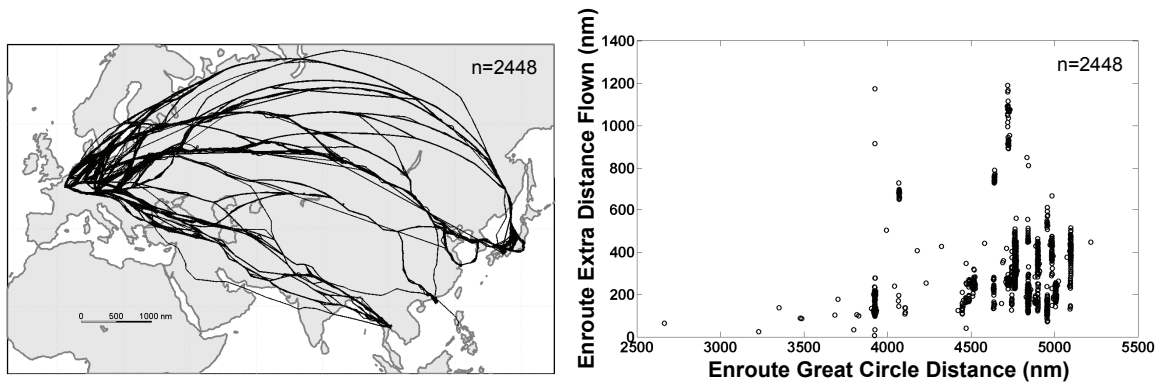 n=2448
0 500 1000 nm
Enroute Extra Distance Flown (nm)
1400
1200
1000
800
600
400
200
0
n=2448
2500 3000 3500 4000 4500 5000 5500
Enroute Great Circle Distance (nm)